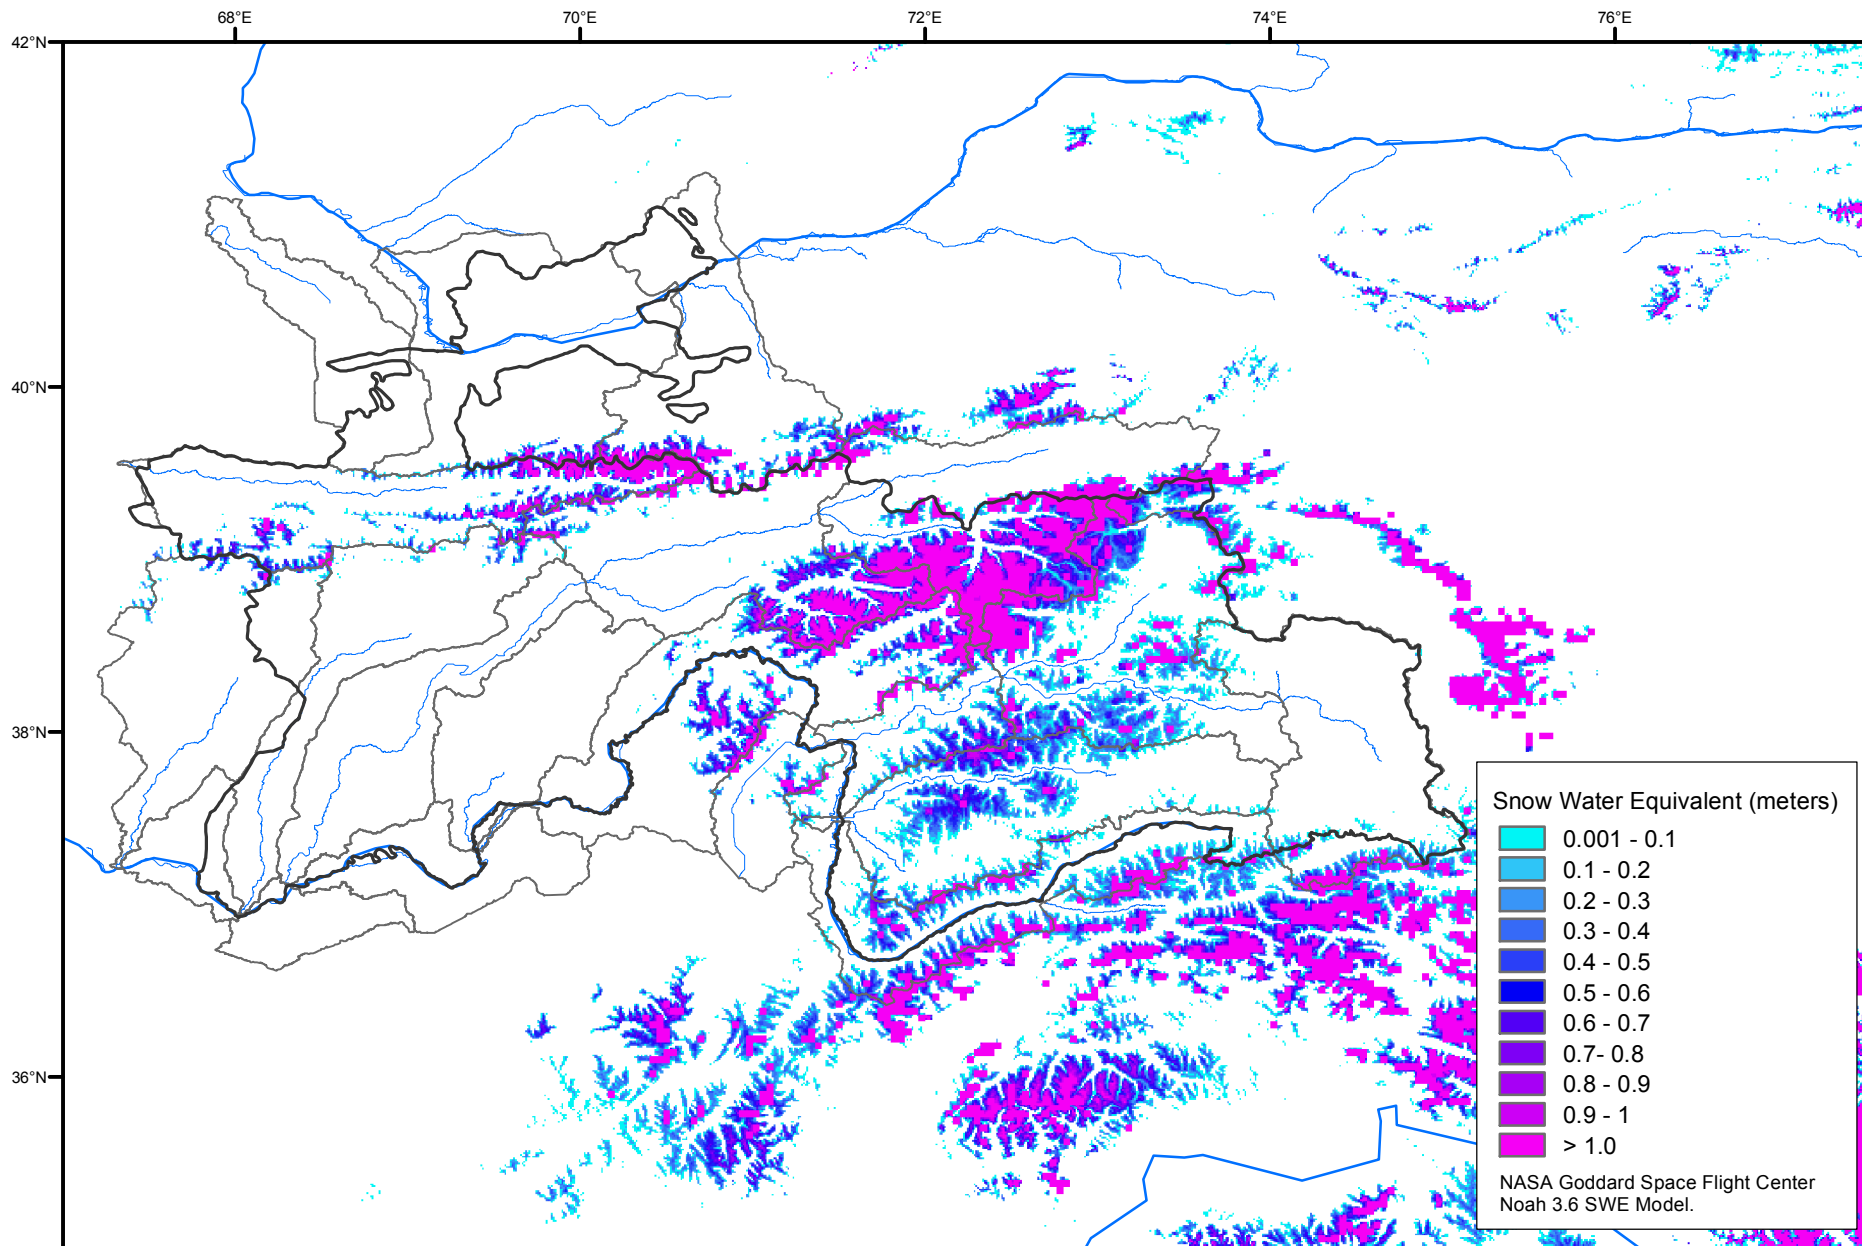 68°E
70°E
72°E
74°E
76°E
42°N
40°N
38°N
36°N
Snow Water Equivalent (meters)
0.001 - 0.1
0.1 - 0.2
0.2 - 0.3
0.3 - 0.4
0.4 - 0.5
0.5 - 0.6
0.6 - 0.7
0.7- 0.8
0.8 - 0.9
0.9 - 1
> 1.0
NASA Goddard Space Flight Center
Noah 3.6 SWE Model.